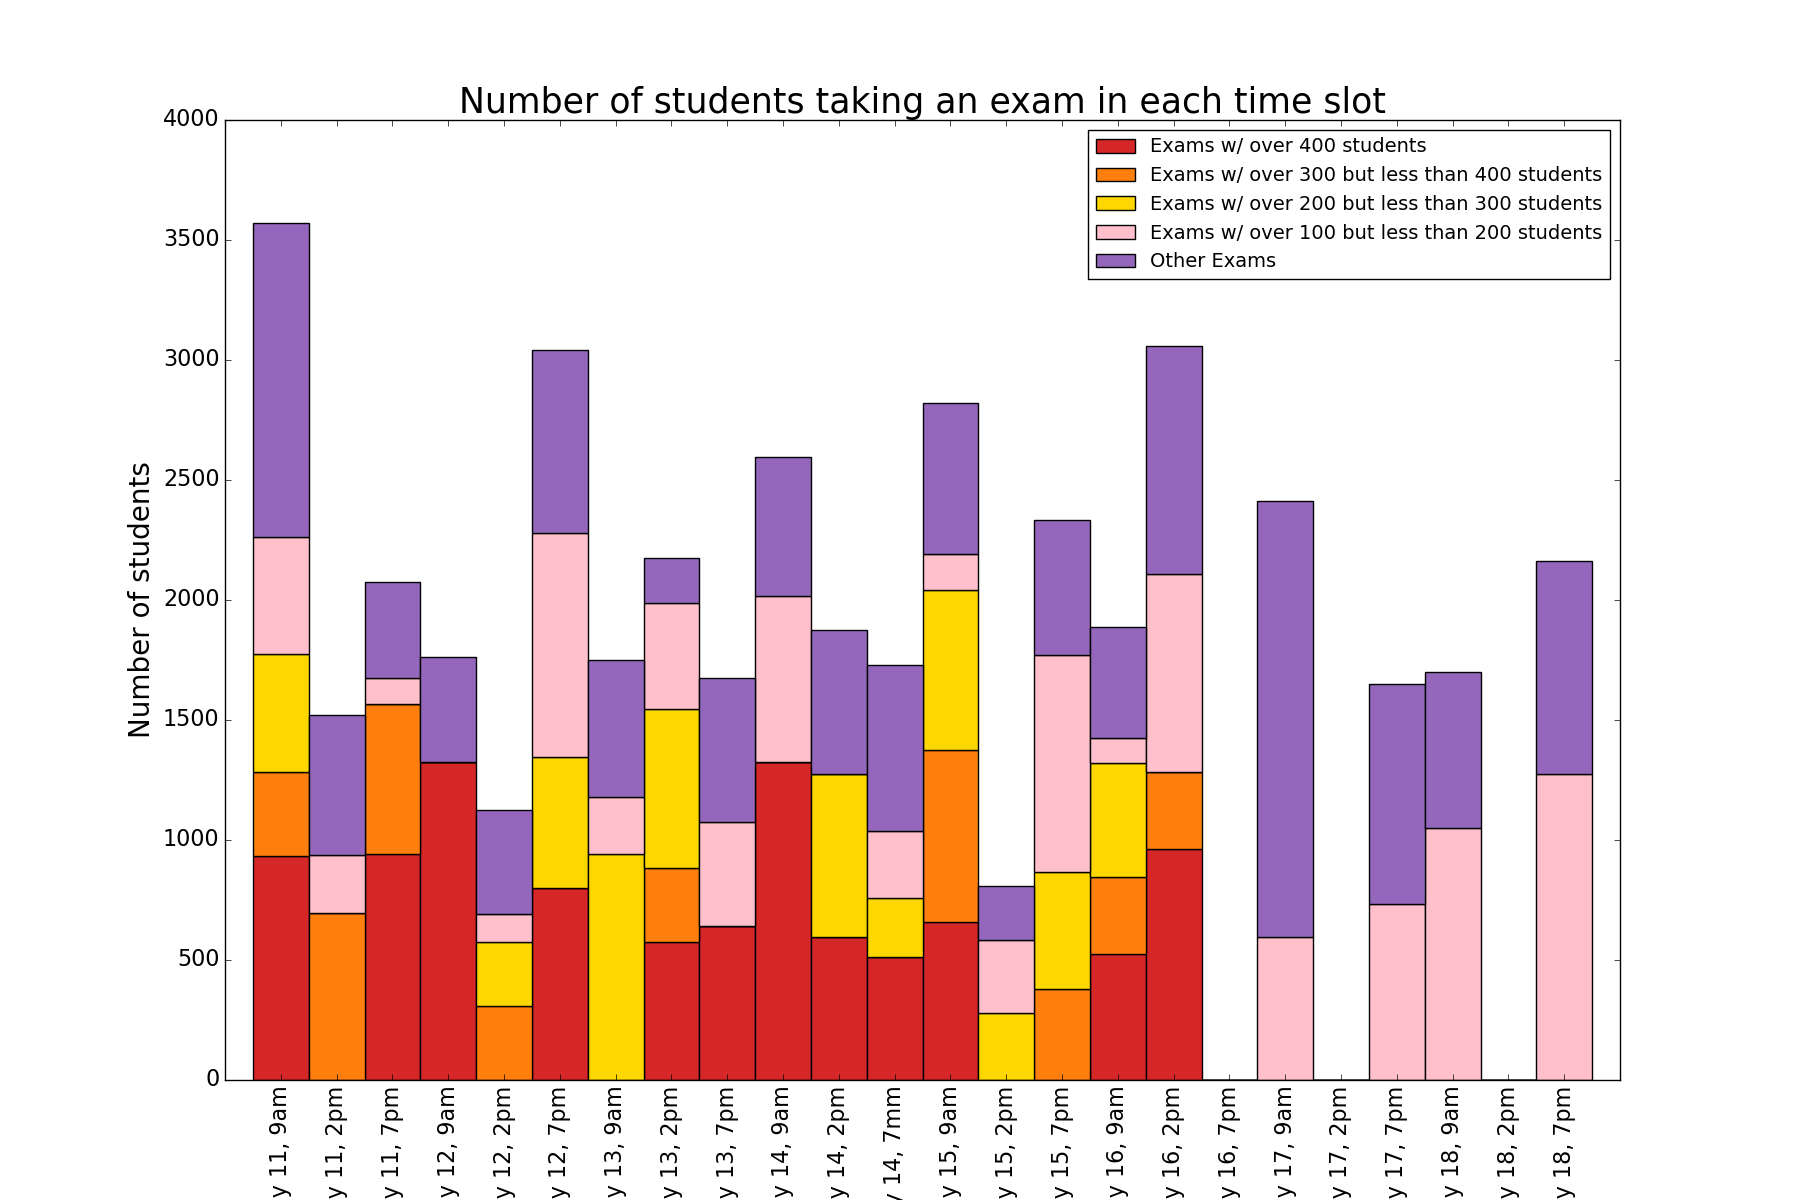 Number of students taking an exam in each time slot
Exams w/ over 400 students
Exams w/ over 300 but less than 400 students
Exams w/ over 200 but less than 300 students
Exams w/ over 100 but less than 200 students
Other Exams
Number of students
4000
3500
3000
2500
2000
1500
1000
500
0
y 11, 9am
y 11, 2pm
y 11, 7pm
y 12, 9am
y 12, 2pm
y 12, 7pm
y 13, 9am
y 13, 2pm
y 13, 7pm
y 14, 9am
y 14, 2pm
y 14, 7mm
y 15, 9am
y 15, 2pm
y 15, 7pm
y 16, 9am
y 16, 2pm
y 16, 7pm
y 17, 9am
y 17, 2pm
y 17, 7pm
y 18, 9am
y 18, 2pm
y 18, 7pm